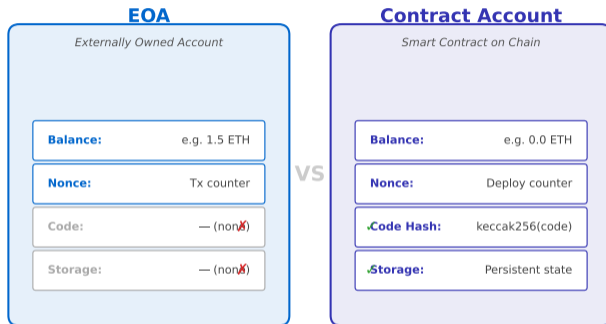 EOA
Externally Owned Account
Balance: e.g. 1.5 ETH
Nonce: Tx counter
Code: — (none) ✗
Storage: — (none) ✗
VS
Contract Account
Smart Contract on Chain
Balance: e.g. 0.0 ETH
Nonce: Deploy counter
✓ Code Hash: keccak256(code)
✓ Storage: Persistent state